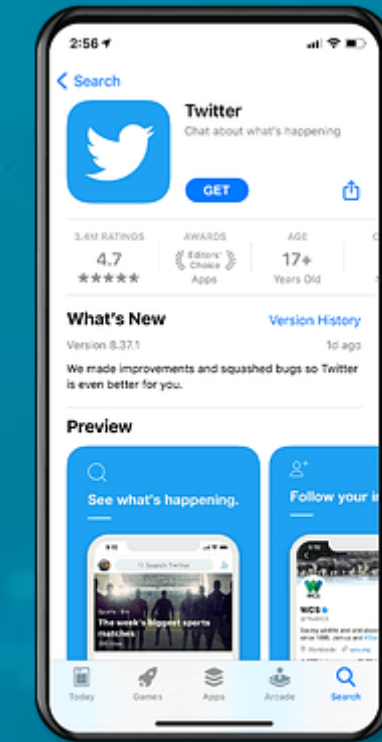 2:56
Search
Twitter
Chat about what's happening
GET
3.4M RATINGS
AWARDS
AGE
4.7
Editors'
Choice
17+
Apps
Years Old
What's New
Version History
Version 8.37.1
1d ago
We made improvements and squashed bugs so Twitter
is even better for you.
Preview
See what's happening.
Follow your
Search Twitter
The week's biggest sports
matches
WCS
Today
Games
Apps
Arcade
Search